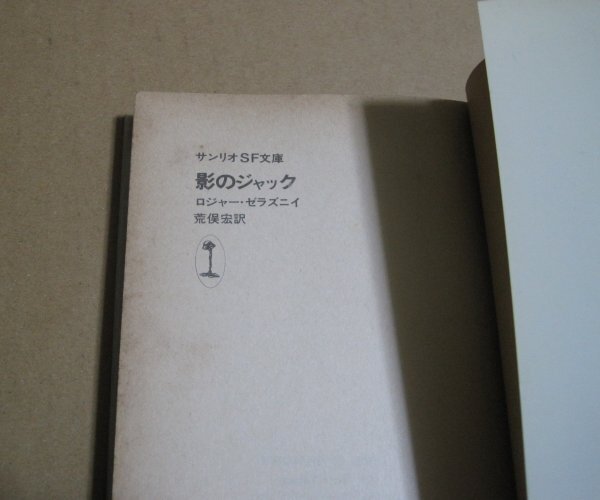 サンリオSF文庫
影のジャック
ロジャー・ゼラズニイ
荒俣宏訳